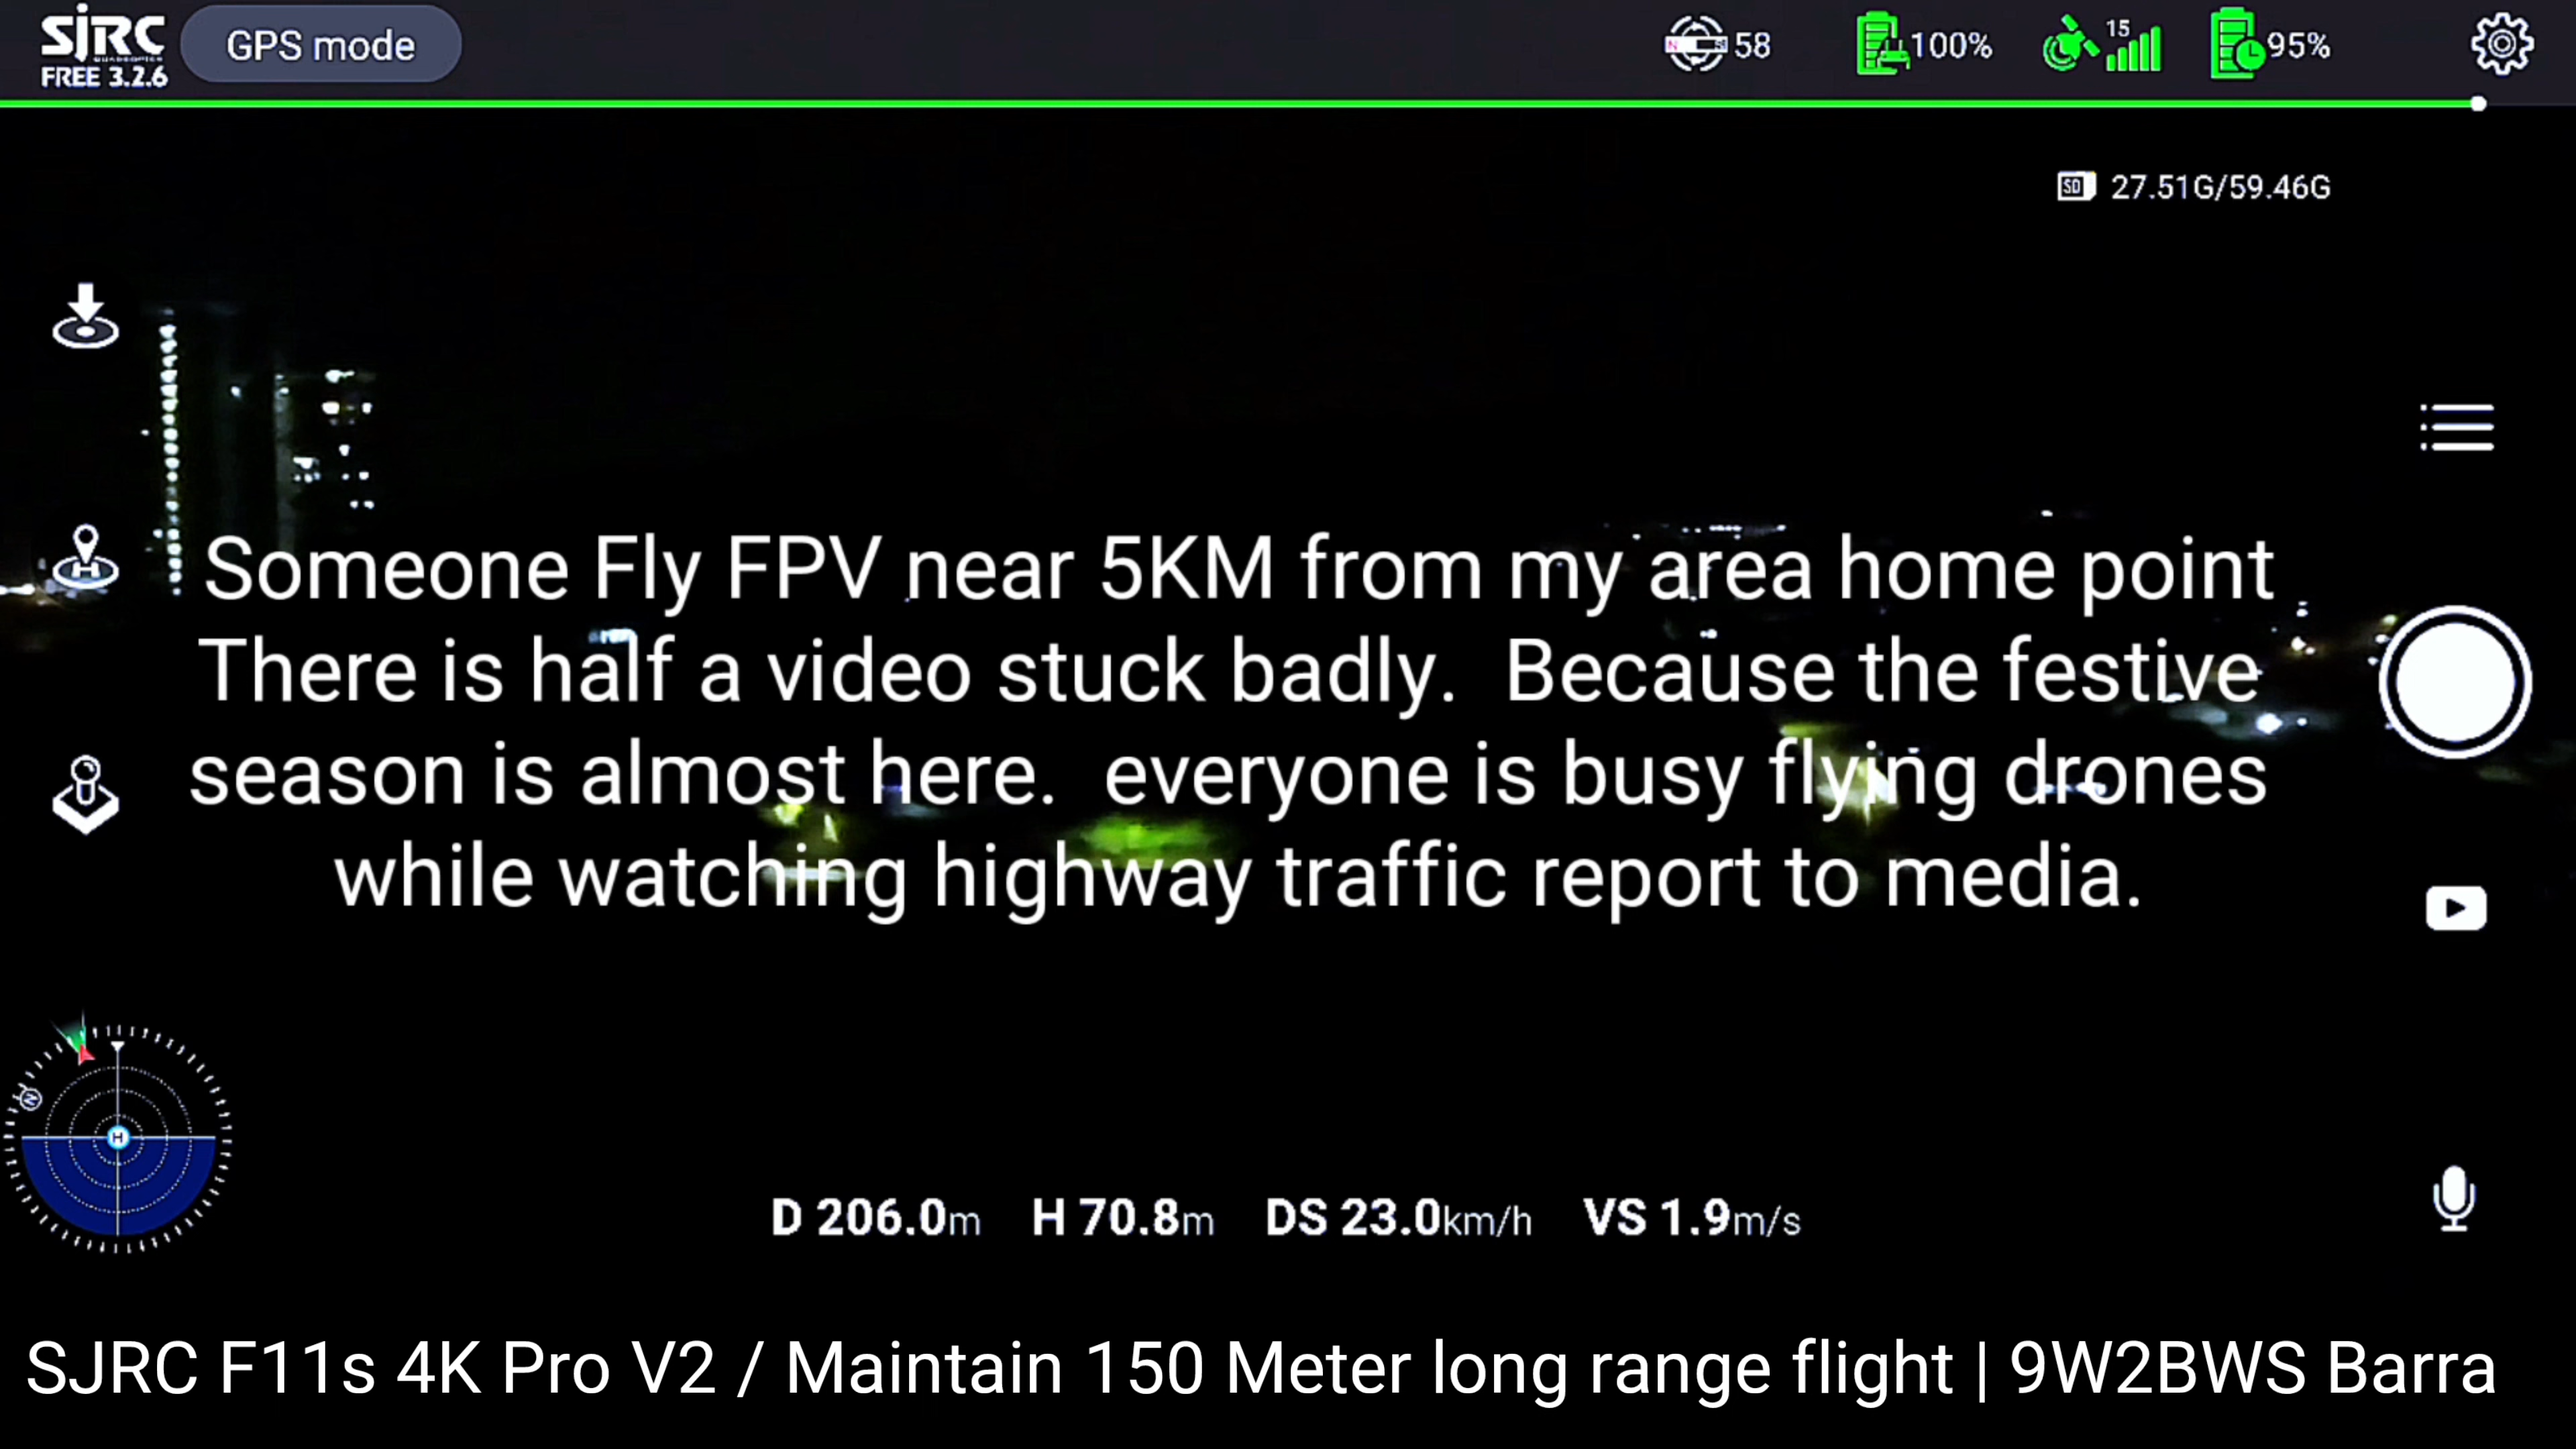 SJRC
FREE 3.2.6
GPS mode
58
100%
15
95%
SD 27.51G/59.46G
Someone Fly FPV near 5KM from my area home point
There is half a video stuck badly.  Because the festive
season is almost here.  everyone is busy flying drones
while watching highway traffic report to media.
N
H
D 206.0m H 70.8m DS 23.0km/h VS 1.9m/s
SJRC F11s 4K Pro V2 / Maintain 150 Meter long range flight | 9W2BWS Barra